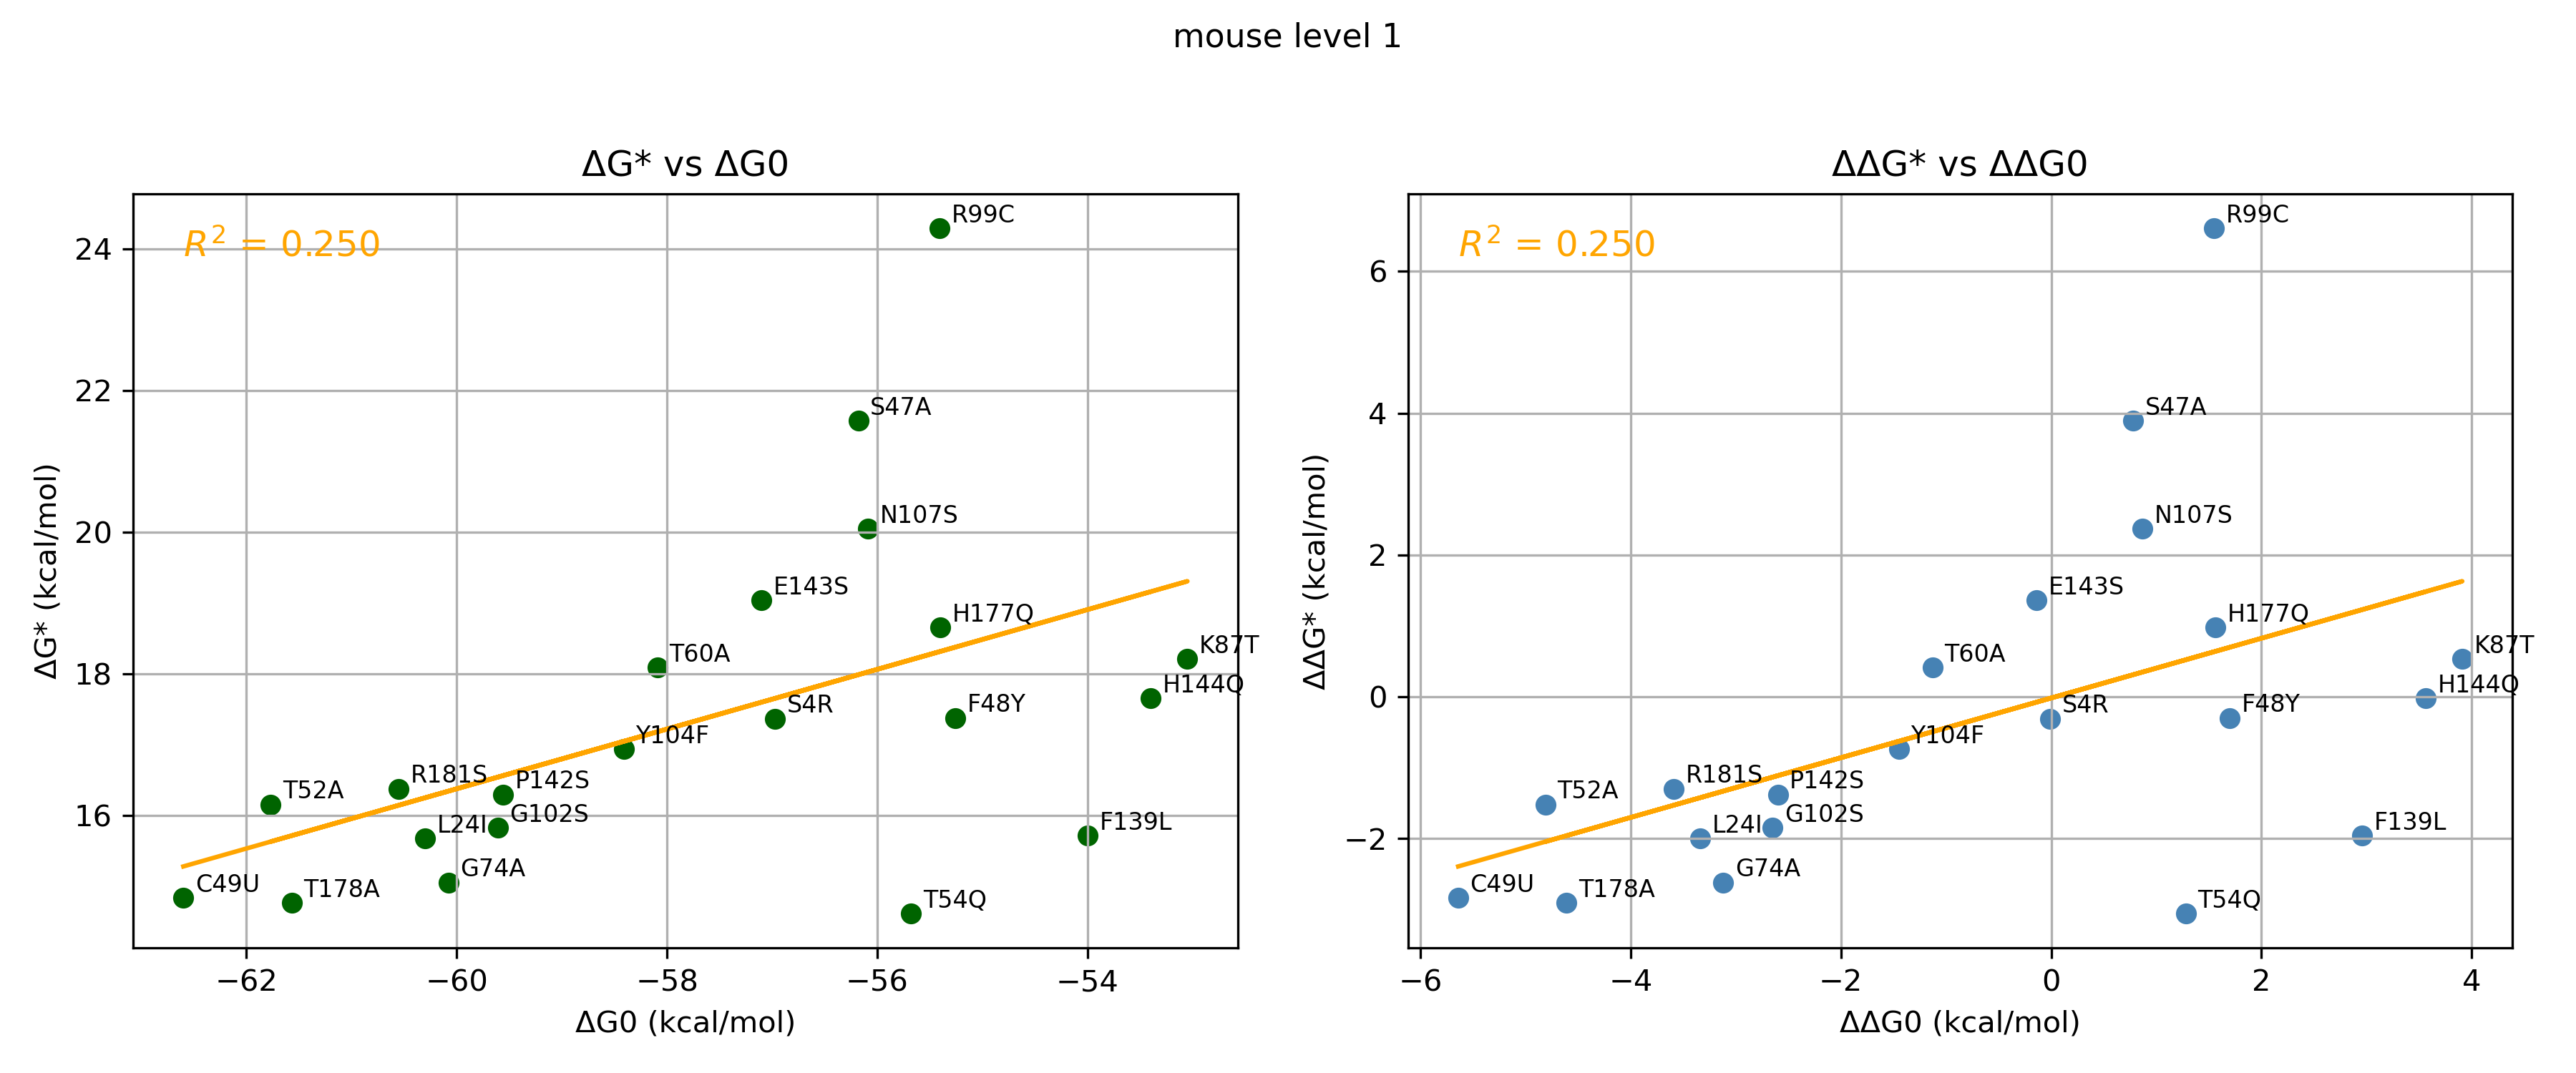 mouse level 1
ΔG* vs ΔG0
R² = 0.250
R99C
S47A
N107S
E143S
H177Q
K87T
T60A
H144Q
S4R
F48Y
Y104F
R181S
P142S
T52A
G102S
L24I
F139L
G74A
C49U
T178A
T54Q
24
22
20
18
16
ΔG* (kcal/mol)
−62
−60
−58
−56
−54
ΔG0 (kcal/mol)
ΔΔG* vs ΔΔG0
R² = 0.250
R99C
S47A
N107S
E143S
H177Q
K87T
T60A
H144Q
S4R
F48Y
Y104F
R181S
P142S
T52A
G102S
L24I
F139L
G74A
C49U
T178A
T54Q
6
4
2
0
−2
ΔΔG* (kcal/mol)
−6
−4
−2
0
2
4
ΔΔG0 (kcal/mol)